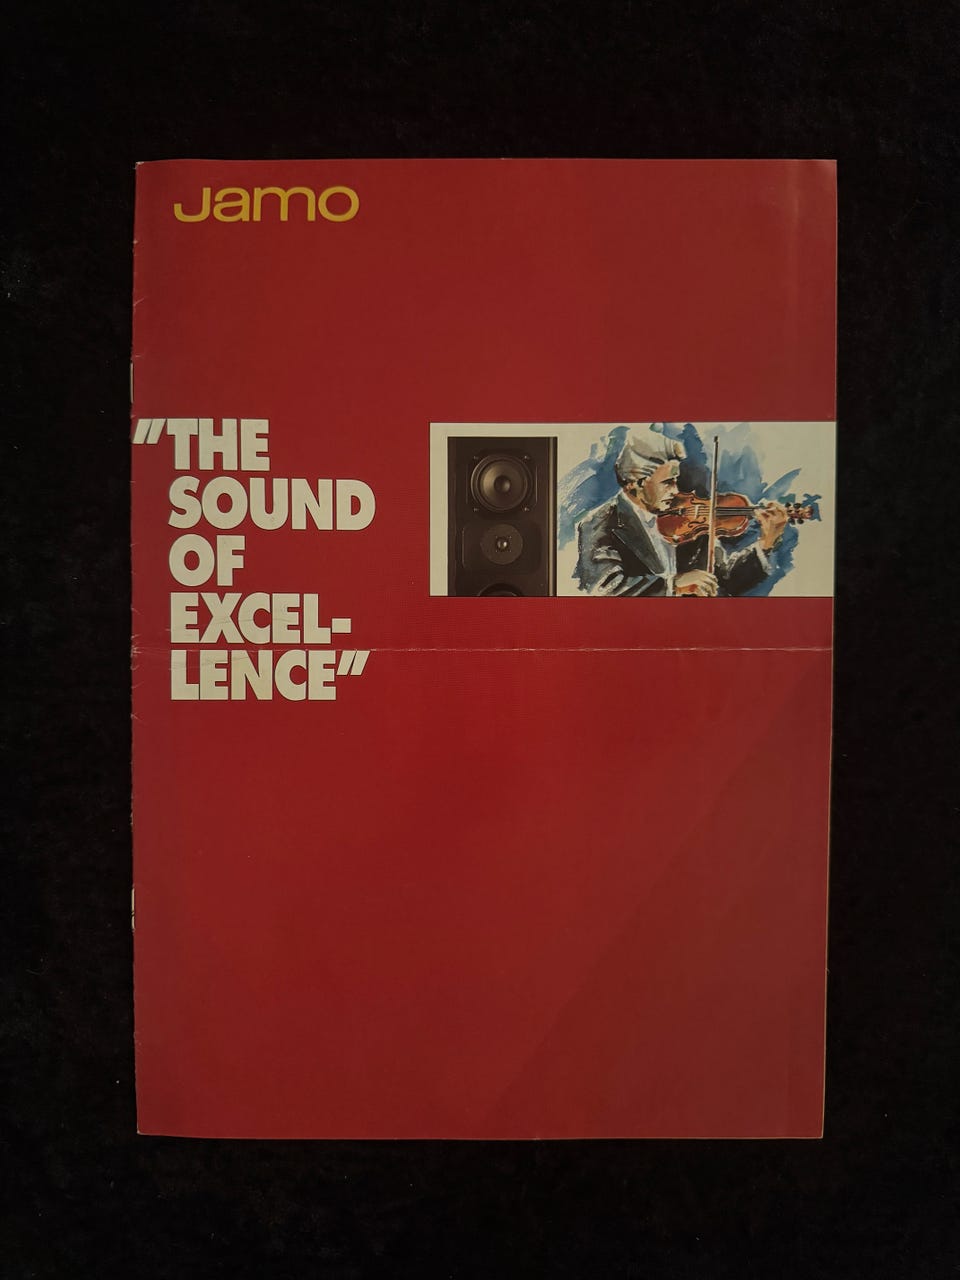 Jamo
"THE
SOUND
OF
EXCEL-
LENCE"